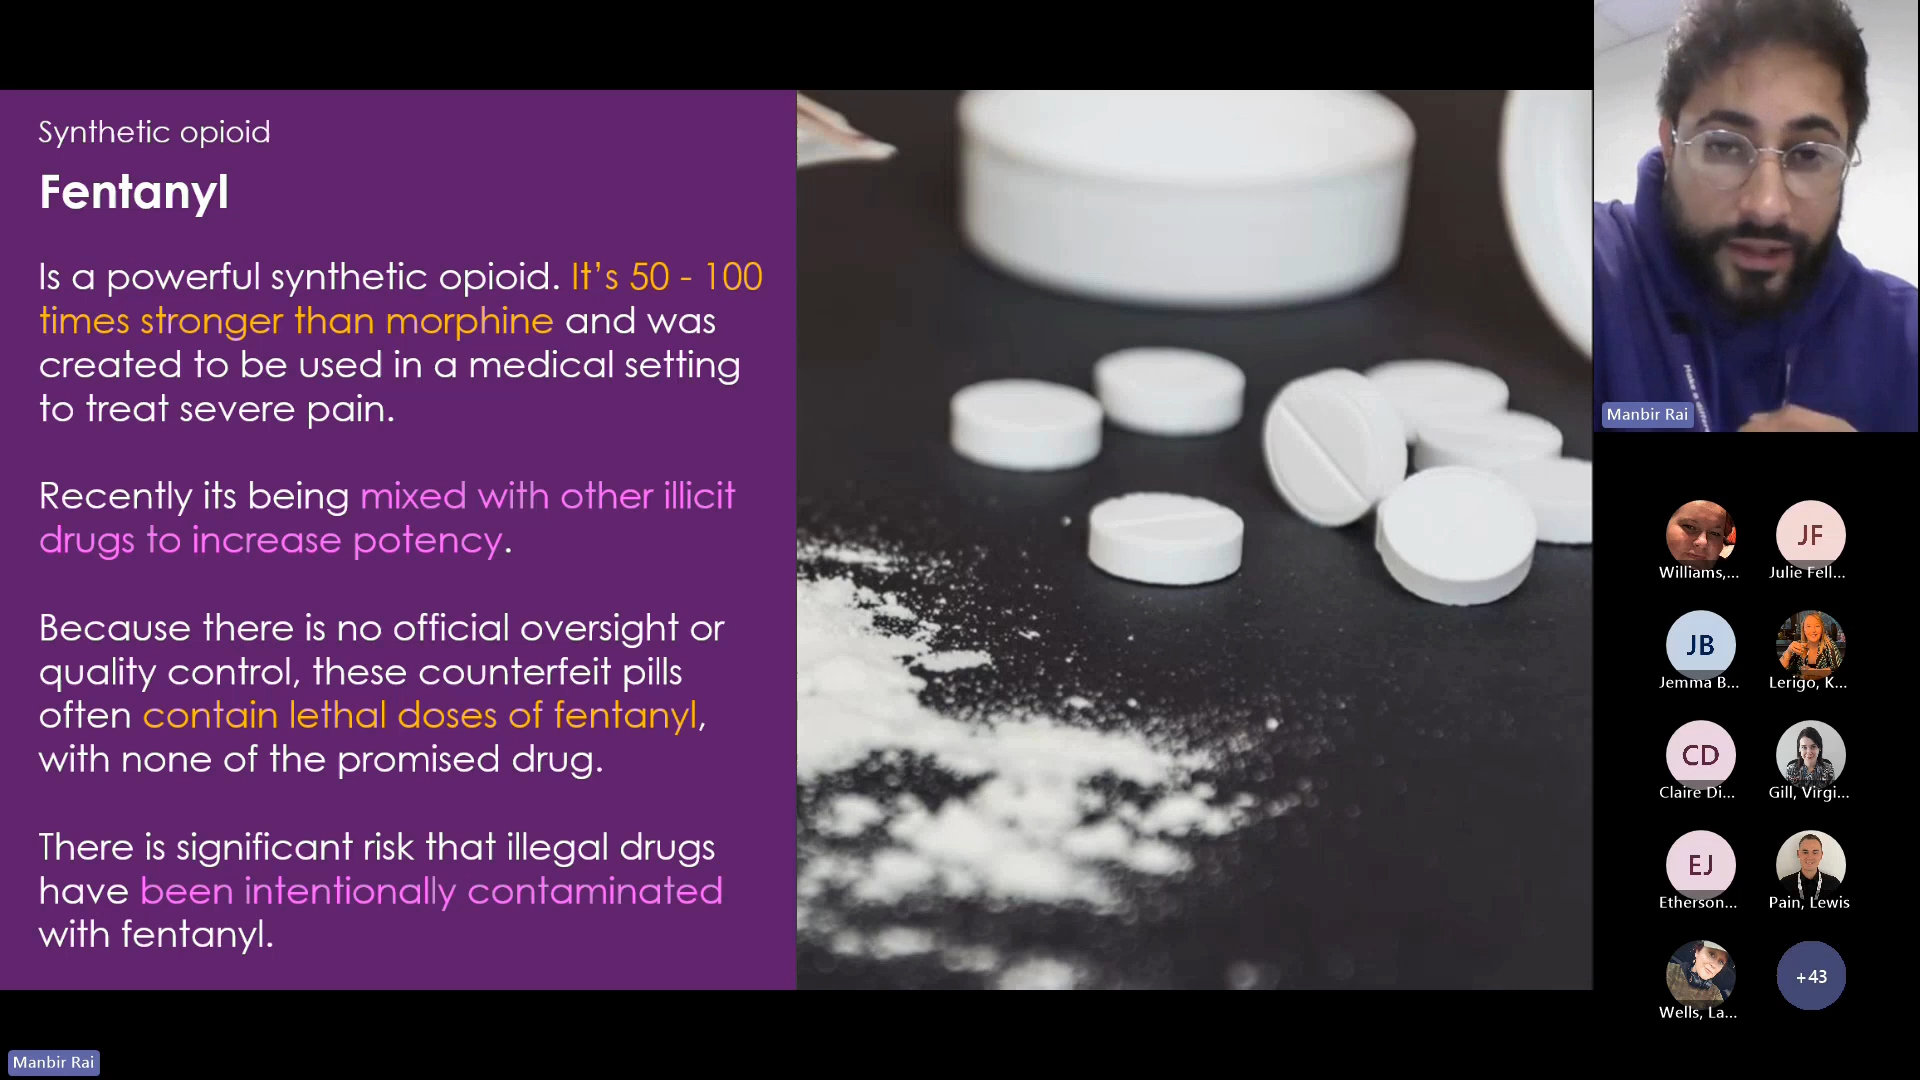 Synthetic opioid
Fentanyl
Is a powerful synthetic opioid. It's 50 - 100
times stronger than morphine and was
created to be used in a medical setting
to treat severe pain.
Recently its being mixed with other illicit
drugs to increase potency.
Because there is no official oversight or
quality control, these counterfeit pills
often contain lethal doses of fentanyl,
with none of the promised drug.
There is significant risk that illegal drugs
have been intentionally contaminated
with fentanyl.
Manbir Rai
Make a
Manbir Rai
Williams,...
JF
Julie Fell...
JB
Jemma B...
Lerigo, K...
CD
Claire Di...
Gill, Virgi...
EJ
Etherson...
Pain, Lewis
Wells, La...
+43